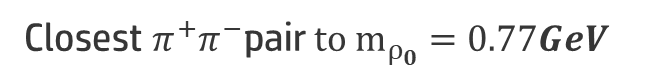 Closest π⁺π⁻pair to m_ρ₀ = 0.77GeV